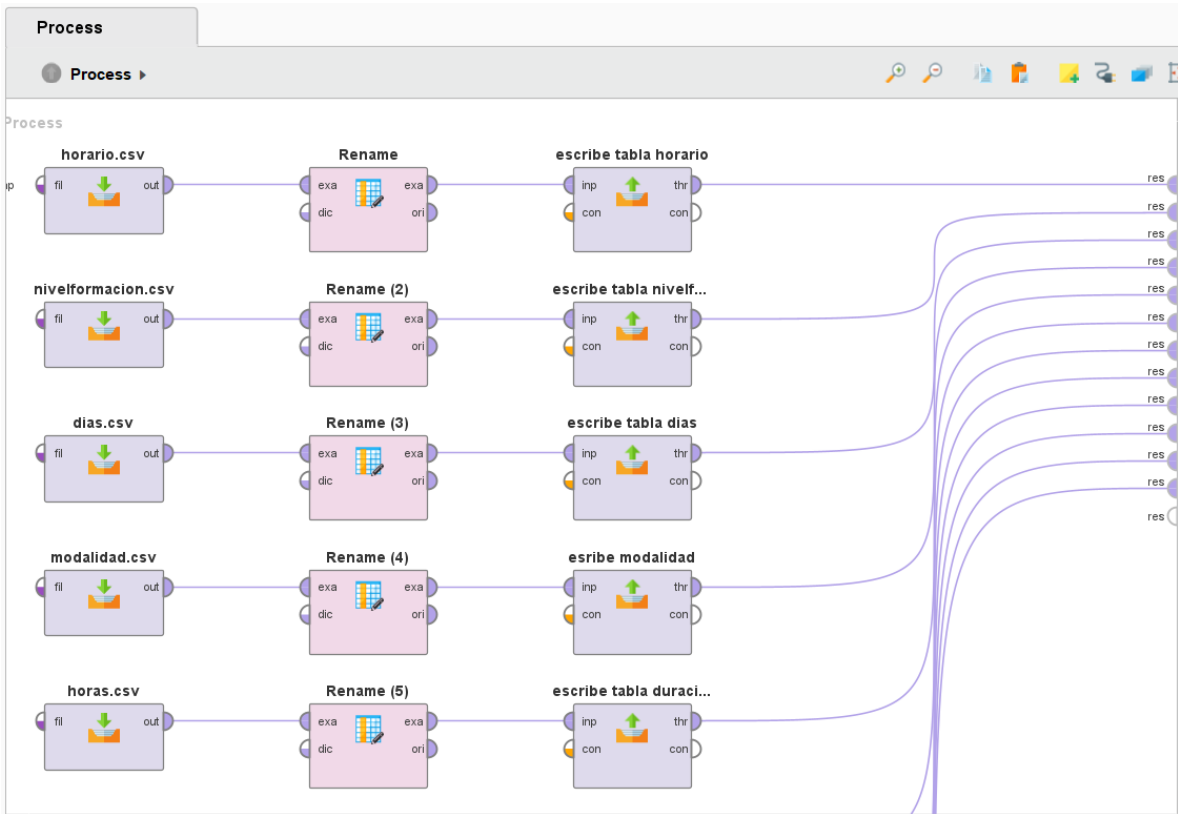 Process
Process
Process
horario.csv Rename escribe tabla horario
fil out exa exa inp thr res
dic ori con con res
res
res
nivelformacion.csv Rename (2) escribe tabla nivelf...
res
fil out exa exa inp thr res
dic ori con con res
res
res
dias.csv Rename (3) escribe tabla dias
res
fil out exa exa inp thr res
dic ori con con res
res
modalidad.csv Rename (4) esribe modalidad
fil out exa exa inp thr
dic ori con con
horas.csv Rename (5) escribe tabla duraci...
fil out exa exa inp thr
dic ori con con